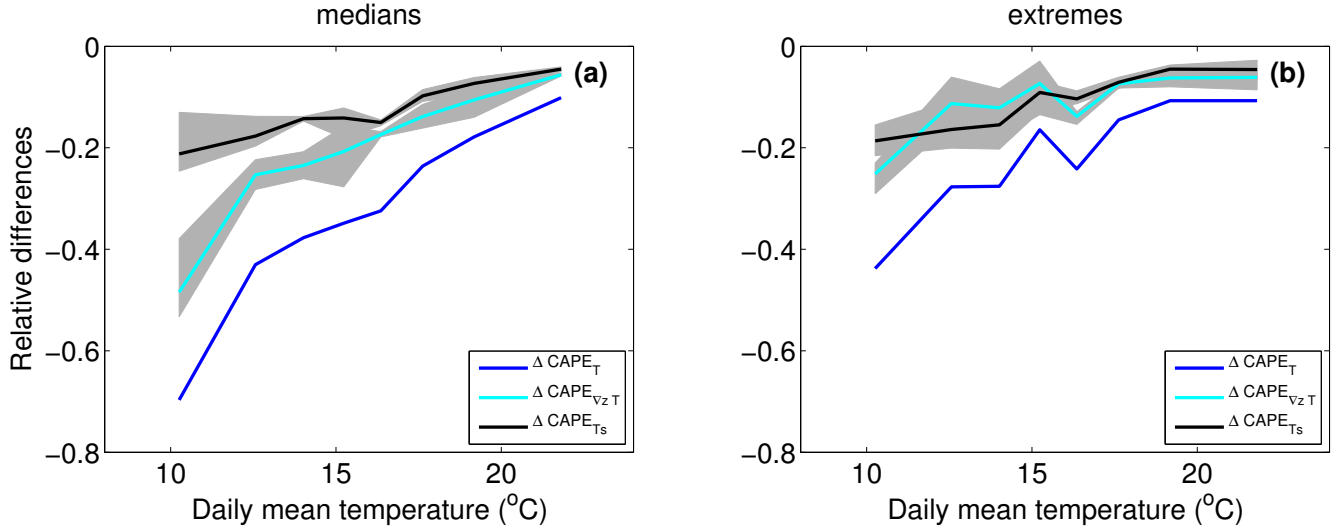 medians
(a)
0
−0.2
−0.4
−0.6
−0.8
Relative differences
10
15
20
Daily mean temperature (°C)
Δ CAPE_T
Δ CAPE_∇z T
Δ CAPE_Ts
extremes
(b)
0
−0.2
−0.4
−0.6
−0.8
10
15
20
Daily mean temperature (°C)
Δ CAPE_T
Δ CAPE_∇z T
Δ CAPE_Ts